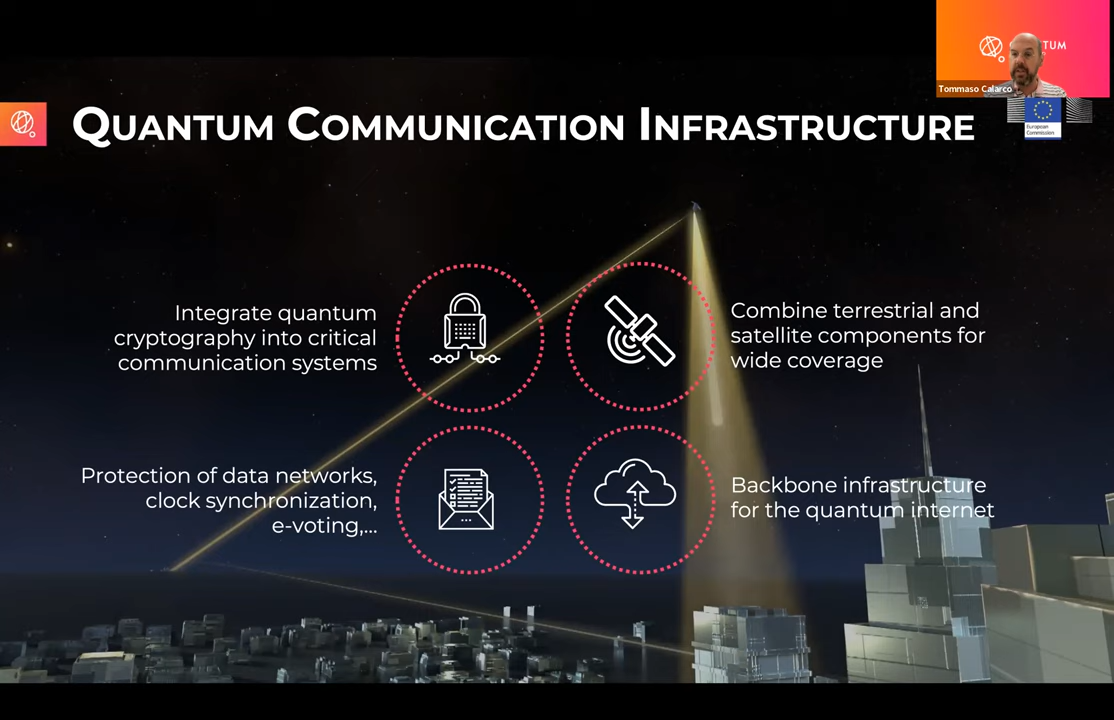 TUM
Tommaso Calarco
European
Commission
QUANTUM COMMUNICATION INFRASTRUCTURE
Integrate quantum
cryptography into critical
communication systems
Combine terrestrial and
satellite components for
wide coverage
Protection of data networks,
clock synchronization,
e-voting,...
Backbone infrastructure
for the quantum internet